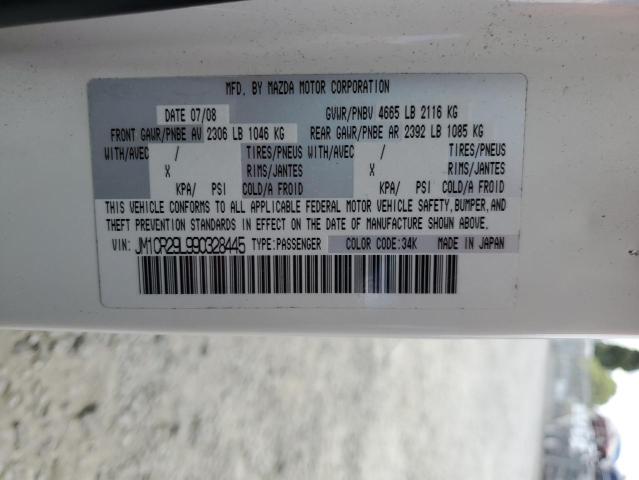 MFD. BY MAZDA MOTOR CORPORATION
DATE 07/08 GVWR/PNBV 4665 LB 2116 KG
FRONT GAWR/PNBE AV 2306 LB 1046 KG REAR GAWR/PNBE AR 2392 LB 1085 KG
WITH/AVEC / TIRES/PNEUS WITH/AVEC / TIRES/PNEUS
X RIMS/JANTES X RIMS/JANTES
KPA/ PSI COLD/A FROID KPA/ PSI COLD/A FROID
THIS VEHICLE CONFORMS TO ALL APPLICABLE FEDERAL MOTOR VEHICLE SAFETY,BUMPER,AND
THEFT PREVENTION STANDARDS IN EFFECT ON THE DATE OF MANUFACTURE SHOWN ABOVE.
VIN: JM1CR29L990328445 TYPE:PASSENGER COLOR CODE:34K MADE IN JAPAN